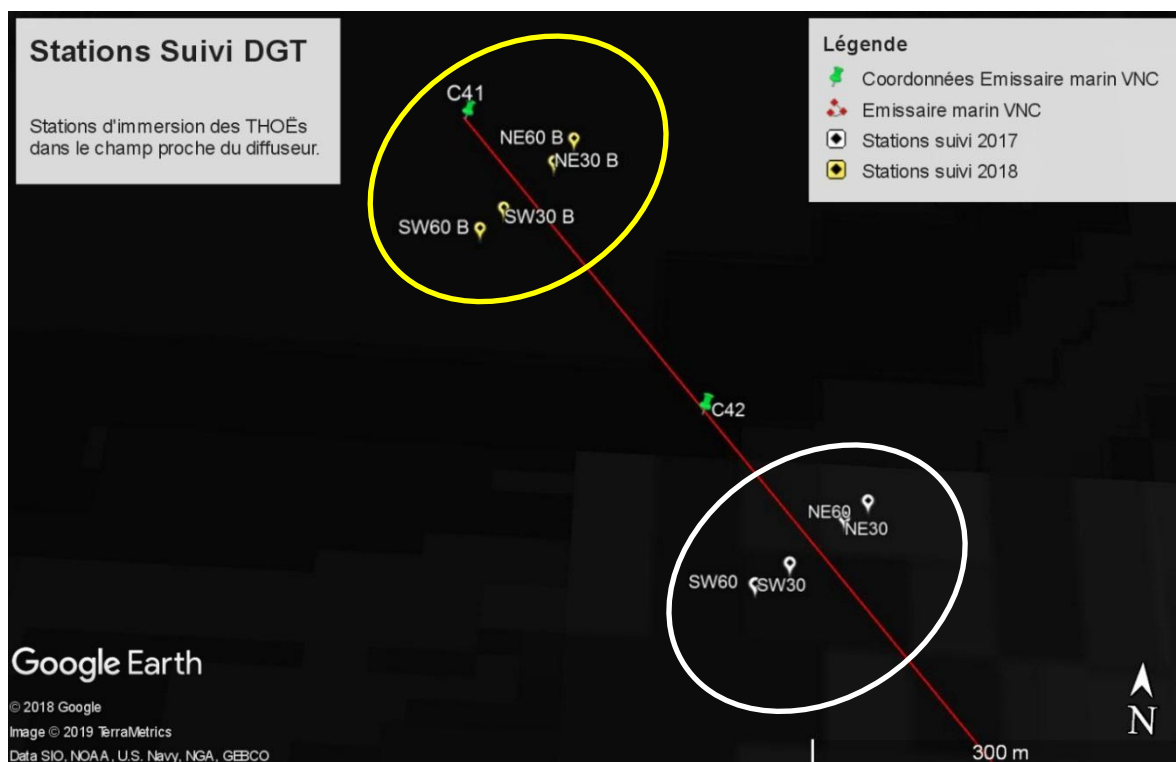 Stations Suivi DGT
Stations d'immersion des THOËs
dans le champ proche du diffuseur.
Légende
Coordonnées Emissaire marin VNC
Emissaire marin VNC
Stations suivi 2017
Stations suivi 2018
C41
NE60 B
NE30 B
SW30 B
SW60 B
C42
NE60
NE30
SW60
SW30
Google Earth
© 2018 Google
Image © 2019 TerraMetrics
Data SIO, NOAA, U.S. Navy, NGA, GEBCO
N
300 m